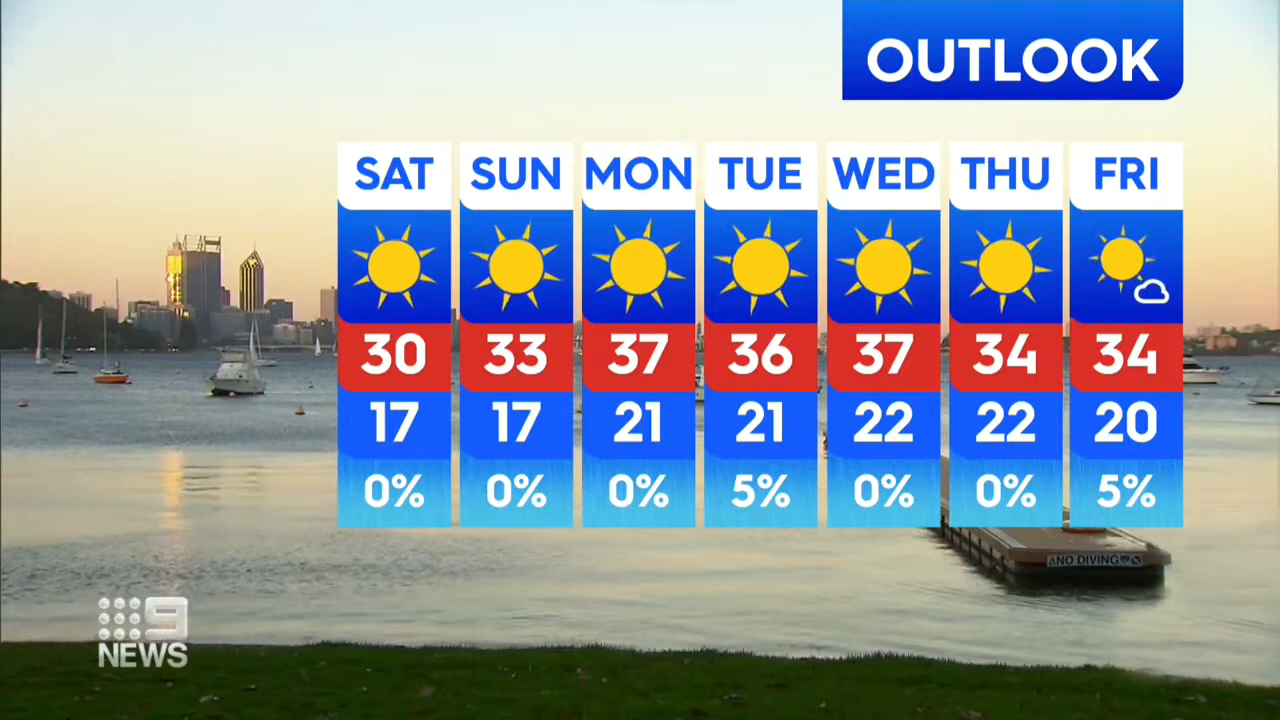 OUTLOOK
SAT SUN MON TUE WED THU FRI
30 33 37 36 37 34 34
17 17 21 21 22 22 20
0% 0% 0% 5% 0% 0% 5%
NO DIVING
9
NEWS